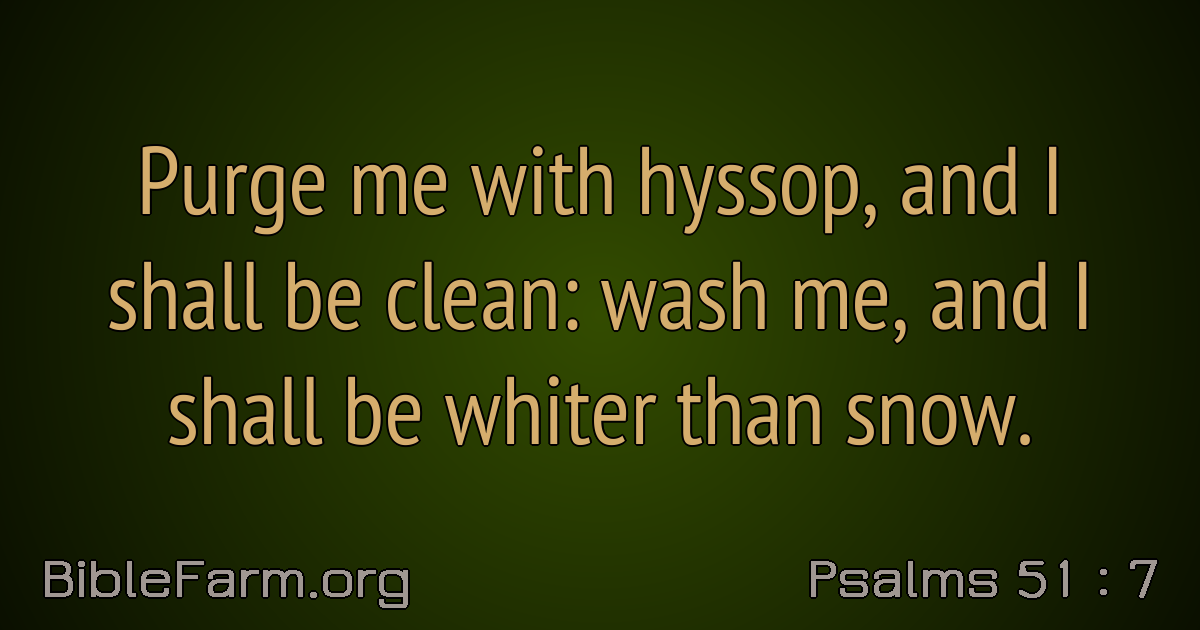 Purge me with hyssop, and I
shall be clean: wash me, and I
shall be whiter than snow.
BibleFarm.org
Psalms 51 : 7